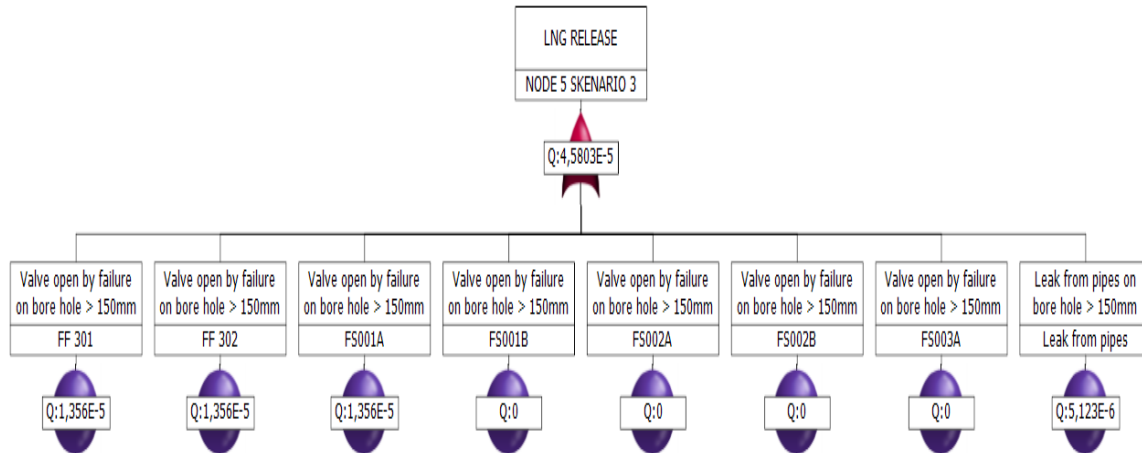 LNG RELEASE
NODE 5 SKENARIO 3
Q:4,5803E-5
Valve open by failure
on bore hole > 150mm
FF 301
Q:1,356E-5
Valve open by failure
on bore hole > 150mm
FF 302
Q:1,356E-5
Valve open by failure
on bore hole > 150mm
FS001A
Q:1,356E-5
Valve open by failure
on bore hole > 150mm
FS001B
Q:0
Valve open by failure
on bore hole > 150mm
FS002A
Q:0
Valve open by failure
on bore hole > 150mm
FS002B
Q:0
Valve open by failure
on bore hole > 150mm
FS003A
Q:0
Leak from pipes on
bore hole > 150mm
Leak from pipes
Q:5,123E-6